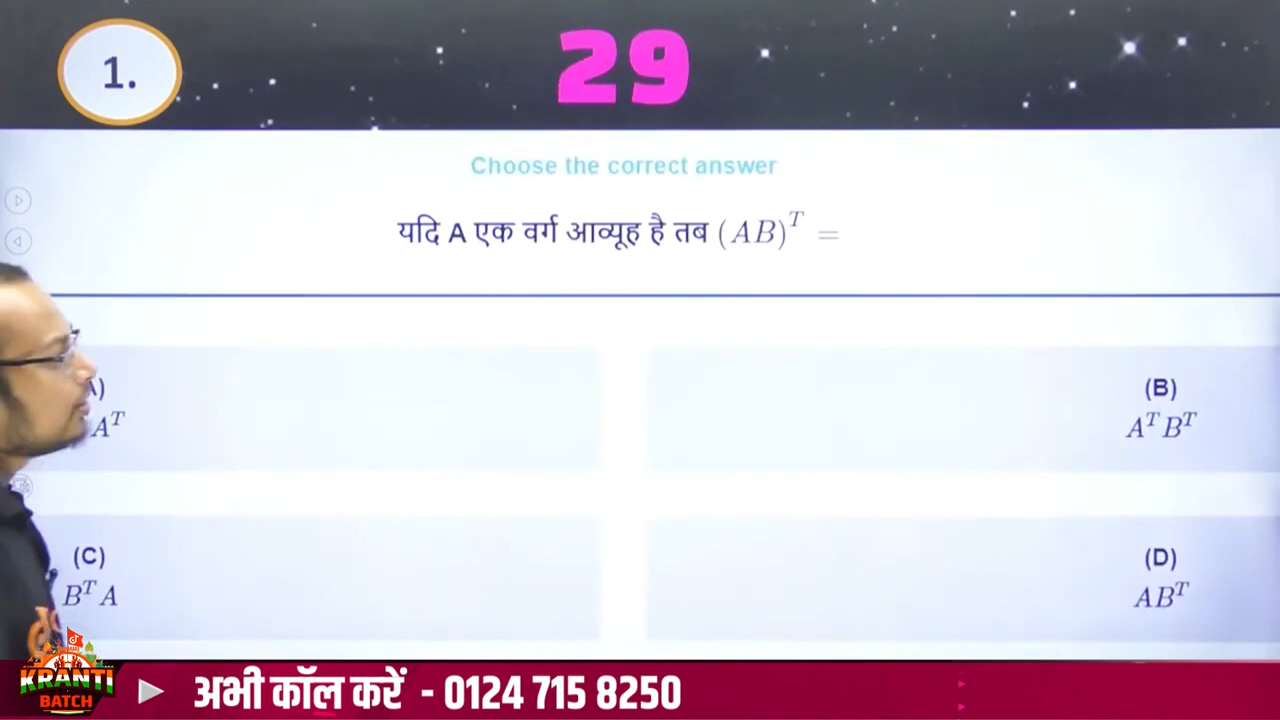 1.
29
Choose the correct answer
यदि A एक वर्ग आव्यूह है तब (AB)^T =
A^T
(B)
A^T B^T
(C)
B^T A
(D)
AB^T
KRANTI
BATCH
अभी कॉल करें - 0124 715 8250